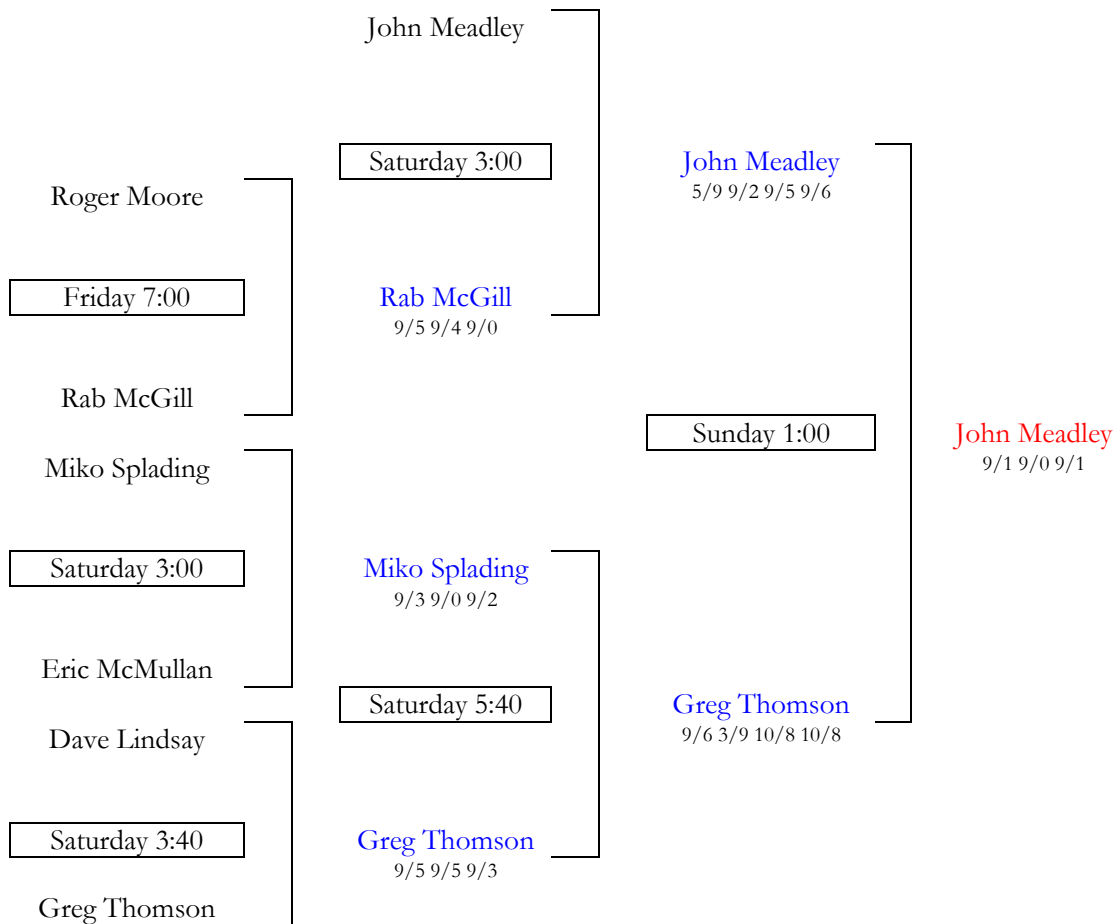 John Meadley
Saturday 3:00
John Meadley
5/9 9/2 9/5 9/6
Roger Moore
Friday 7:00
Rab McGill
9/5 9/4 9/0
Rab McGill
Sunday 1:00
John Meadley
9/1 9/0 9/1
Miko Splading
Saturday 3:00
Miko Splading
9/3 9/0 9/2
Eric McMullan
Saturday 5:40
Greg Thomson
9/6 3/9 10/8 10/8
Dave Lindsay
Saturday 3:40
Greg Thomson
9/5 9/5 9/3
Greg Thomson